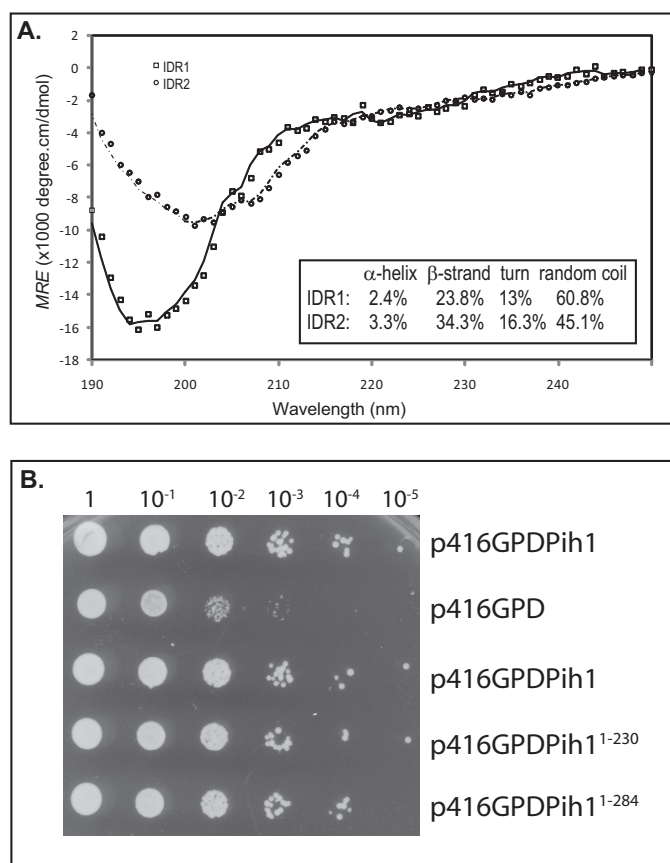 A.
IDR1
IDR2
MRE (x1000 degree.cm/dmol)
2
0
-2
-4
-6
-8
-10
-12
-14
-16
-18
190 200 210 220 230 240
Wavelength (nm)
α-helix β-strand turn random coil
IDR1: 2.4% 23.8% 13% 60.8%
IDR2: 3.3% 34.3% 16.3% 45.1%
B.
1 10⁻¹ 10⁻² 10⁻³ 10⁻⁴ 10⁻⁵
p416GPDPih1
p416GPD
p416GPDPih1
p416GPDPih1¹⁻²³⁰
p416GPDPih1¹⁻²⁸⁴